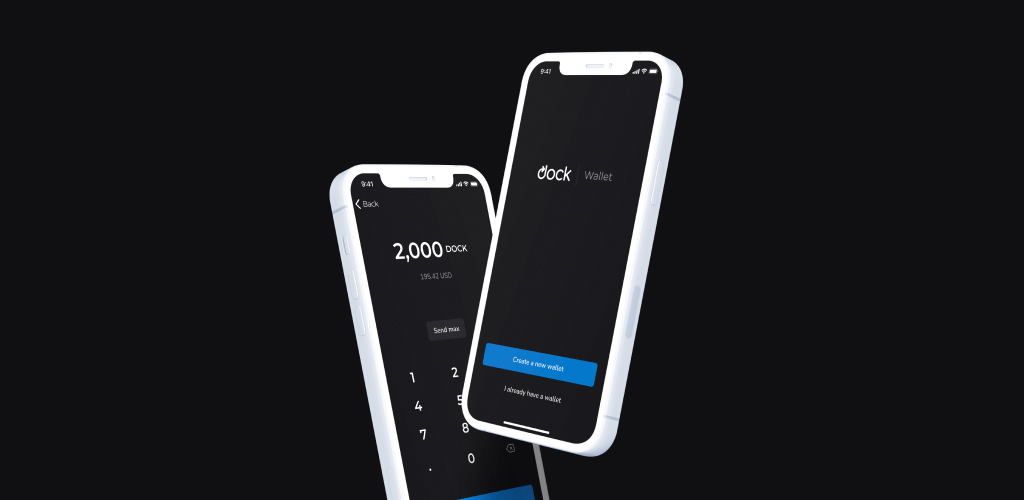 9:41
Back
2,000 DOCK
195.42 USD
Send max
1 2
4 5
7 8
. 0
9:41
dock Wallet
Create a new wallet
I already have a wallet